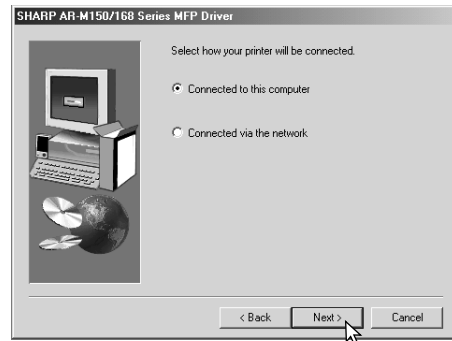 SHARP AR-M150/168 Series MFP Driver
Select how your printer will be connected.
Connected to this computer
Connected via the network
< Back
Next >
Cancel